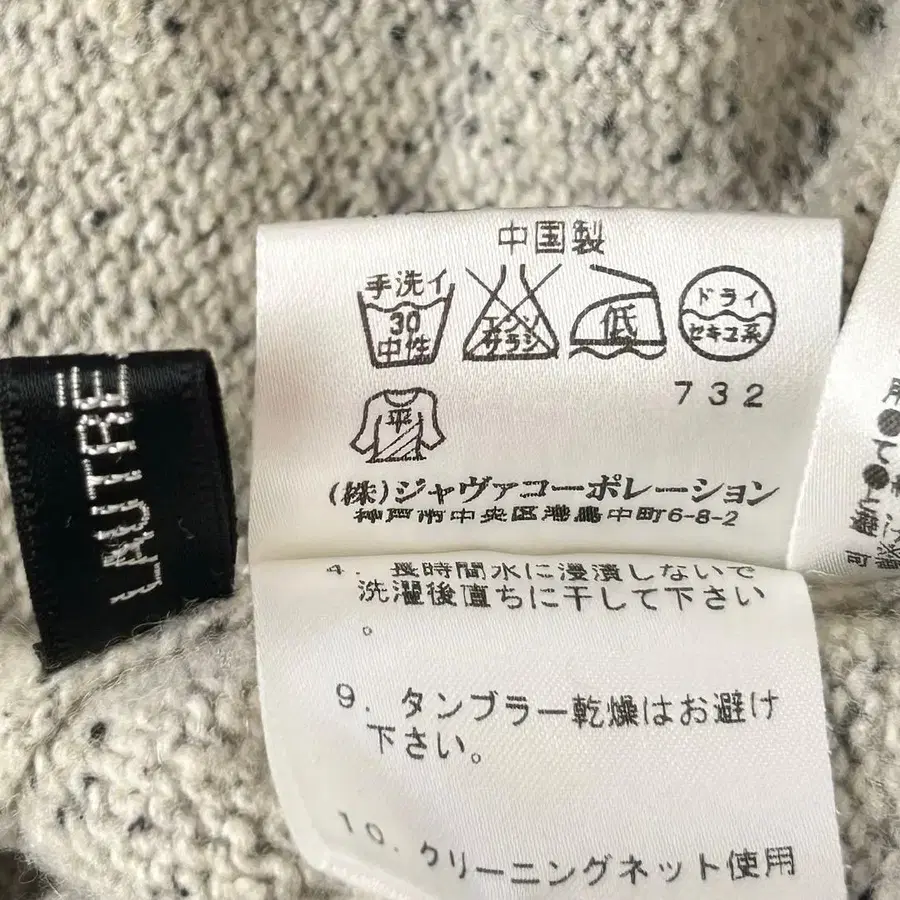 LAUTRE
中国製
手洗イ
30
中性
エンソ
サラシ
低
ドライ
セキユ系
732
平
(株)ジャヴァコーポレーション
神戸市中央区港島中町6-8-2
4. 長時間水に浸漬しないで
洗濯後直ちに干して下さい
。
9. タンブラー乾燥はお避け
下さい。
10. クリーニングネット使用